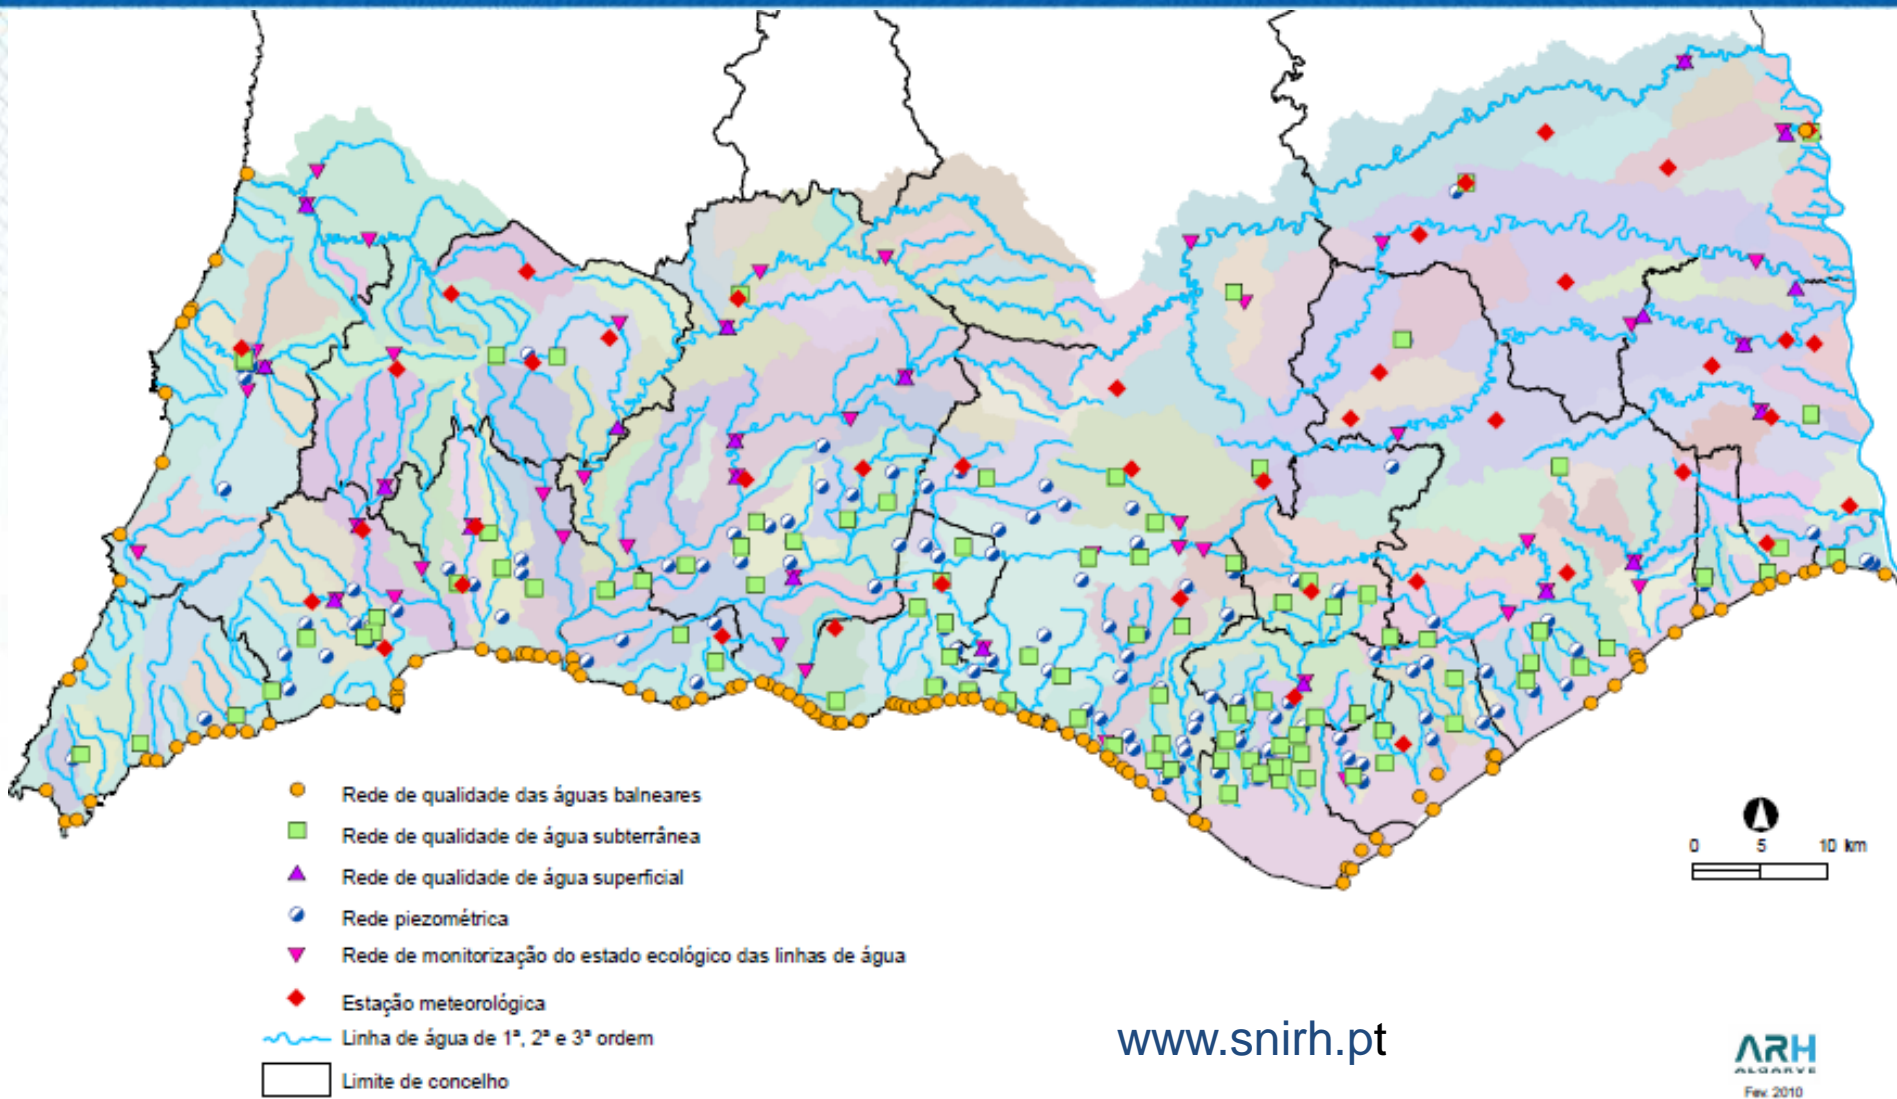 Rede de qualidade das águas balneares
Rede de qualidade de água subterrânea
Rede de qualidade de água superficial
Rede piezométrica
Rede de monitorização do estado ecológico das linhas de água
Estação meteorológica
Linha de água de 1ª, 2ª e 3ª ordem
Limite de concelho
0 5 10 km
www.snirh.pt
ARH
ALGARVE
Fev. 2010